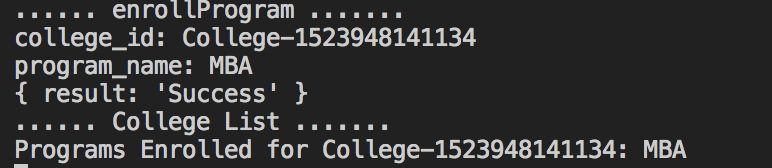 ...... enrollProgram .......
college_id: College-1523948141134
program_name: MBA
{ result: 'Success' }
...... College List .......
Programs Enrolled for College-1523948141134: MBA